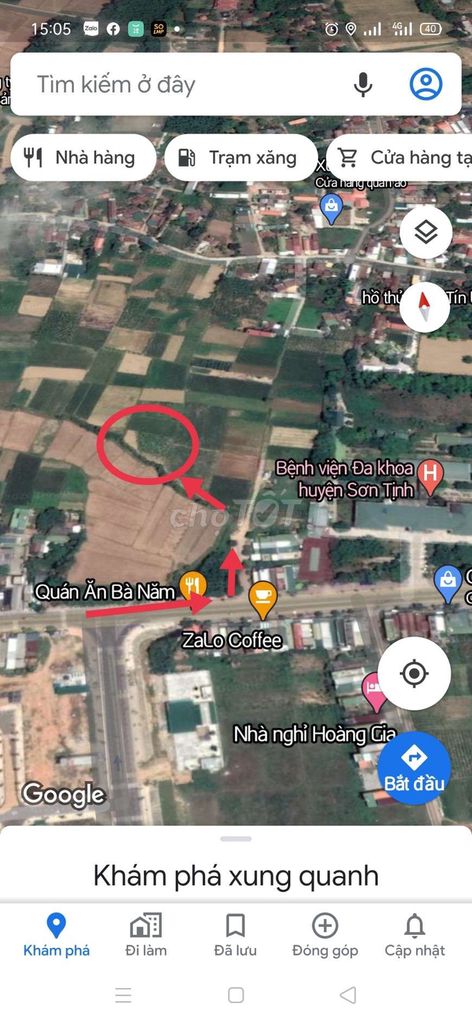 15:05
Zalo
4G
40
Tìm kiếm ở đây
Nhà hàng
Trạm xăng
Cửa hàng tạ
Cửa hàng quần áo
hồ thủ
Tín
Bệnh viện Đa khoa
huyện Sơn Tịnh
H
chợTỐT
Quán Ăn Bà Năm
ZaLo Coffee
Nhà nghỉ Hoàng Gia
Bắt đầu
Google
Khám phá xung quanh
Khám phá
Đi làm
Đã lưu
Đóng góp
Cập nhật